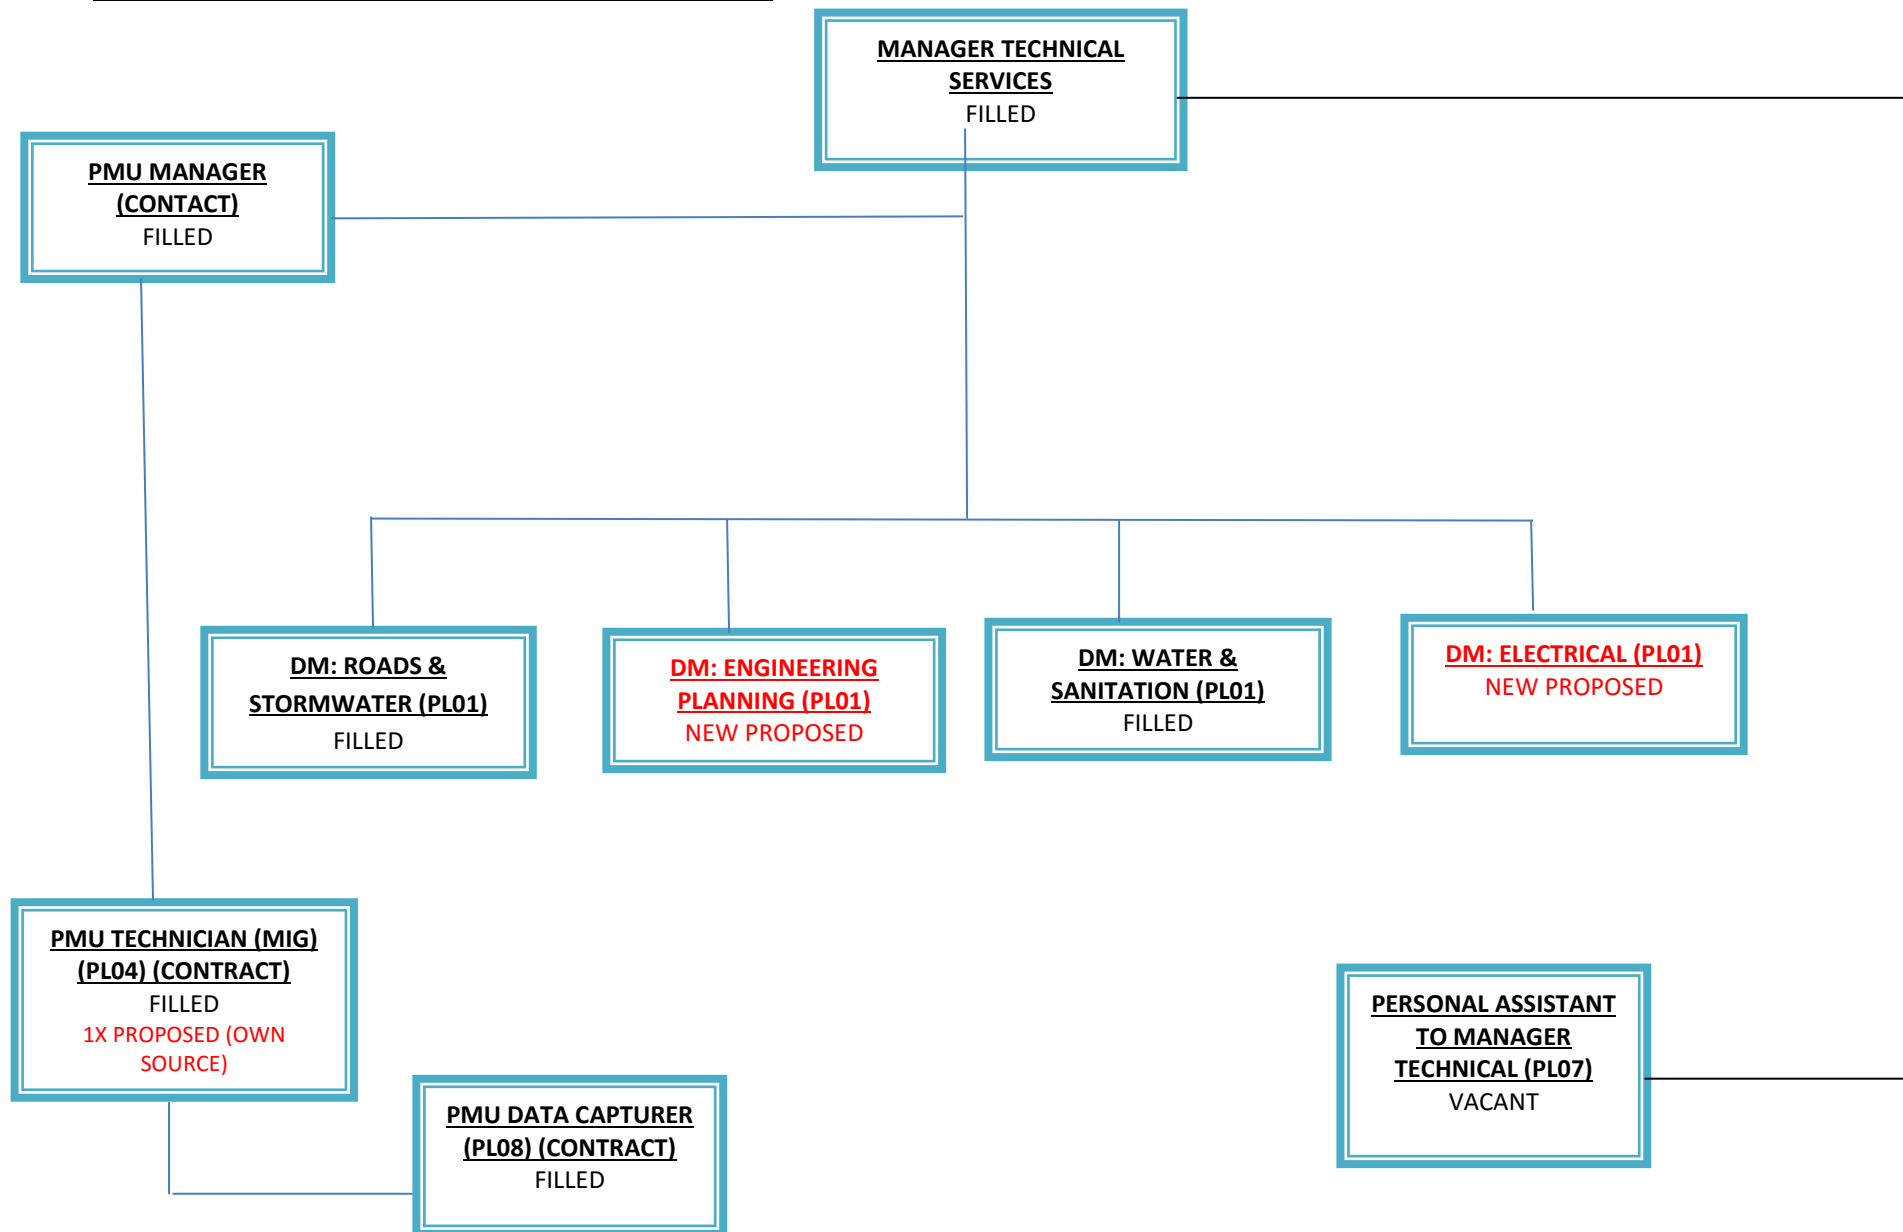 MANAGER TECHNICAL
SERVICES
FILLED
PMU MANAGER
(CONTACT)
FILLED
DM: ROADS &
STORMWATER (PL01)
FILLED
DM: ENGINEERING
PLANNING (PL01)
NEW PROPOSED
DM: WATER &
SANITATION (PL01)
FILLED
DM: ELECTRICAL (PL01)
NEW PROPOSED
PMU TECHNICIAN (MIG)
(PL04) (CONTRACT)
FILLED
1X PROPOSED (OWN
SOURCE)
PMU DATA CAPTURER
(PL08) (CONTRACT)
FILLED
PERSONAL ASSISTANT
TO MANAGER
TECHNICAL (PL07)
VACANT